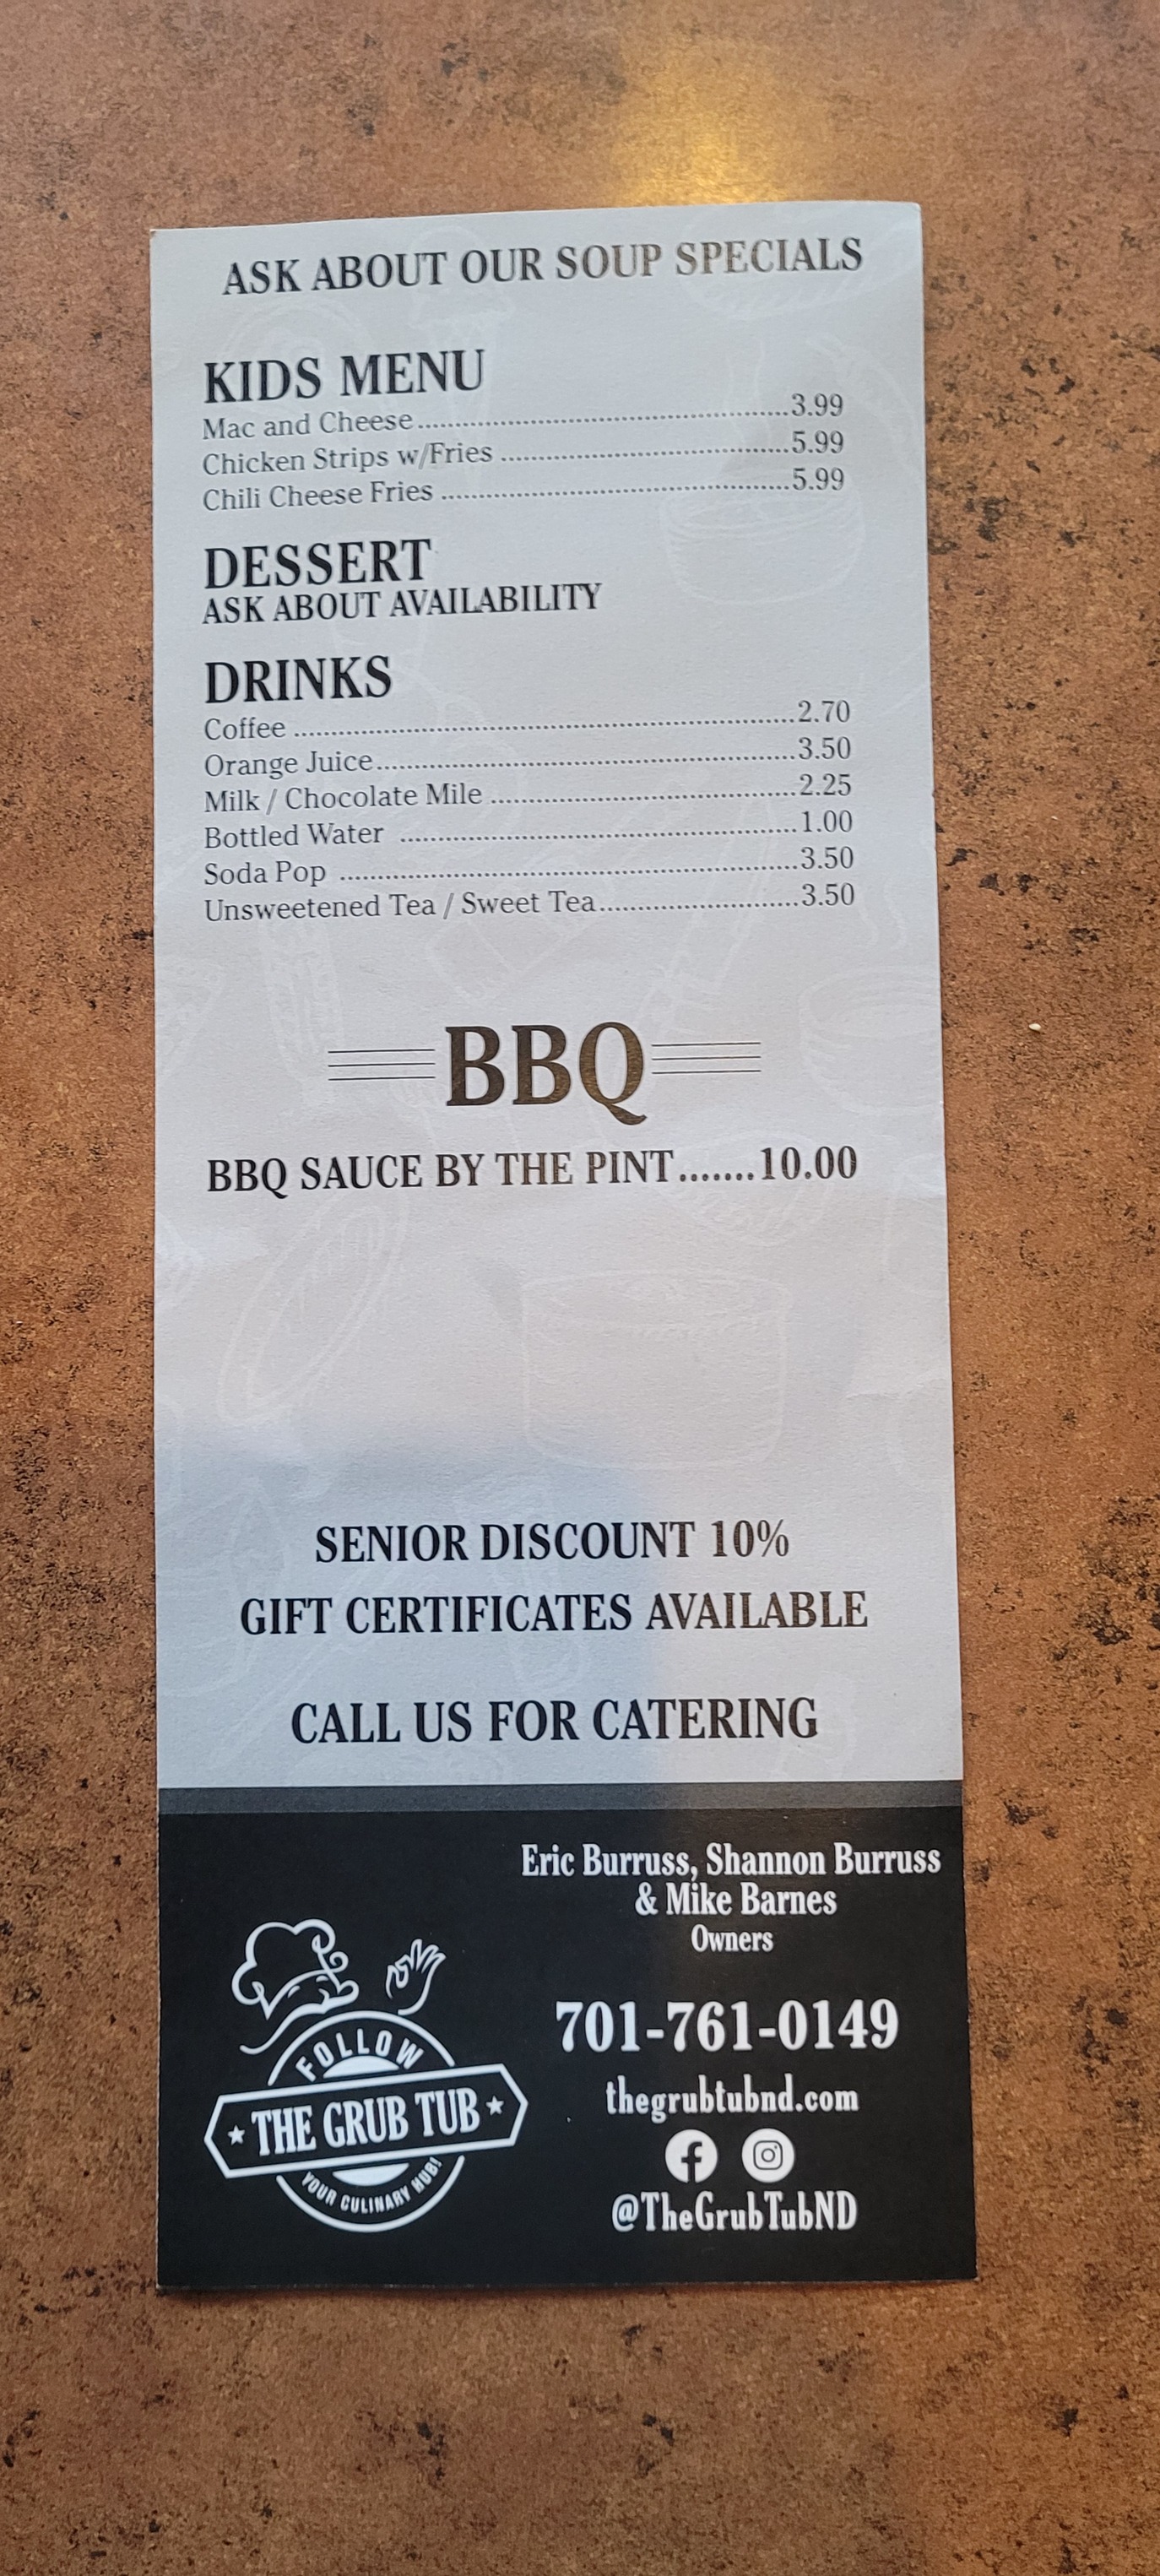 ASK ABOUT OUR SOUP SPECIALS
KIDS MENU
Mac and Cheese..........................................................3.99
Chicken Strips w/Fries ............................................5.99
Chili Cheese Fries .....................................................5.99
DESSERT
ASK ABOUT AVAILABILITY
DRINKS
Coffee ..............................................................................2.70
Orange Juice..................................................................3.50
Milk / Chocolate Mile ................................................2.25
Bottled Water ..............................................................1.00
Soda Pop ........................................................................3.50
Unsweetened Tea / Sweet Tea...............................3.50
BBQ
BBQ SAUCE BY THE PINT.......10.00
SENIOR DISCOUNT 10%
GIFT CERTIFICATES AVAILABLE
CALL US FOR CATERING
Eric Burruss, Shannon Burruss
& Mike Barnes
Owners
701-761-0149
thegrubtubnd.com
@TheGrubTubND
FOLLOW
THE GRUB TUB
YOUR CULINARY HUB!